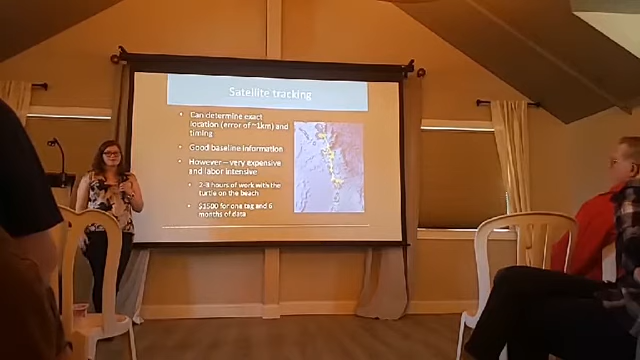 Satellite tracking
• Can determine exact
location (error of ~1km) and
timing
• Good baseline information
• However – very expensive
and labor intensive
• 2-8 hours of work with the
turtle on the beach
• $1500 for one tag and 6
months of data